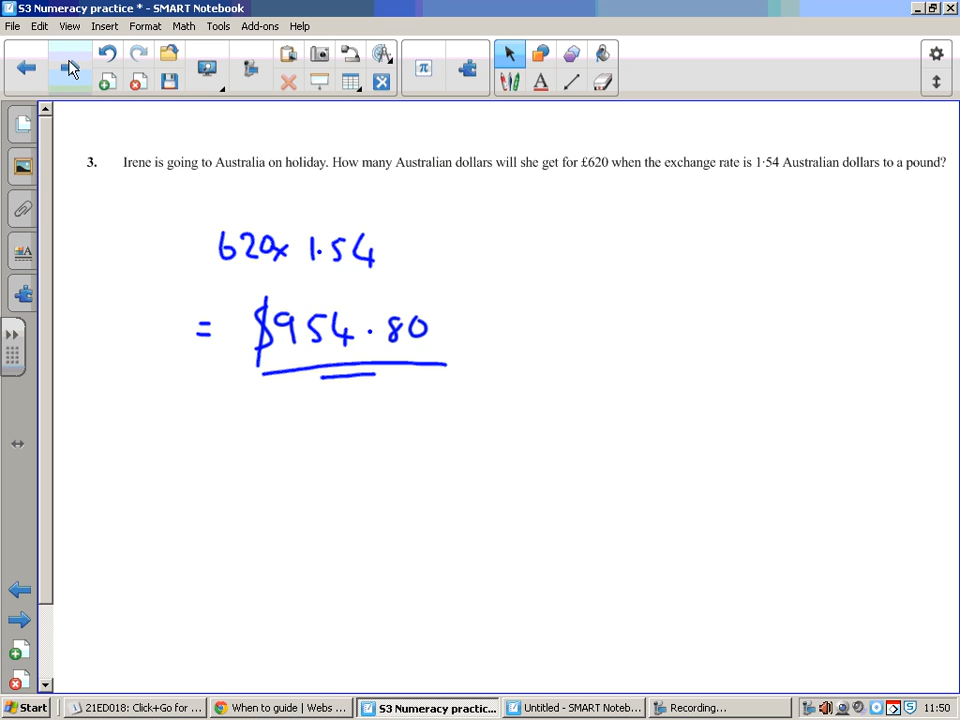 S3 Numeracy practice * - SMART Notebook
File Edit View Insert Format Math Tools Add-ons Help
3. Irene is going to Australia on holiday. How many Australian dollars will she get for £620 when the exchange rate is 1·54 Australian dollars to a pound?
620x 1.54
= $954.80
Start 21ED018: Click+Go for ... When to guide | Webs ... S3 Numeracy practic... Untitled - SMART Noteb... Recording... 11:50